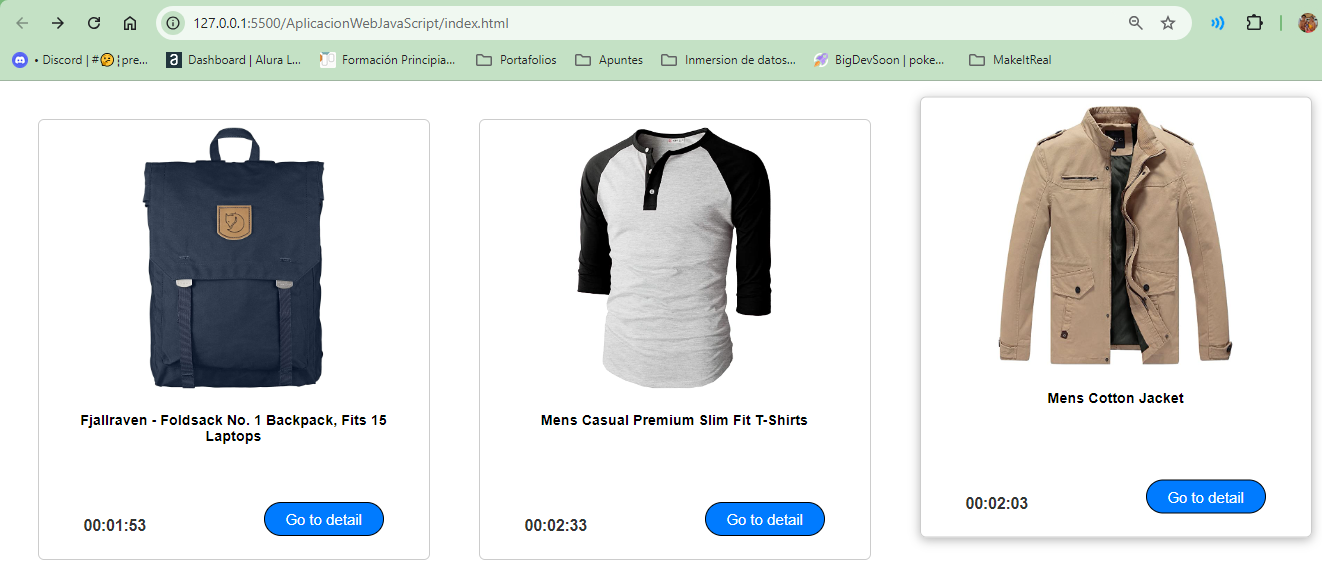 127.0.0.1:5500/AplicacionWebJavaScript/index.html
• Discord | #🤔¦pre...
a Dashboard | Alura L...
Formación Principia...
Portafolios
Apuntes
Inmersion de datos...
BigDevSoon | poke...
MakeItReal
Fjallraven - Foldsack No. 1 Backpack, Fits 15
Laptops
00:01:53
Go to detail
Mens Casual Premium Slim Fit T-Shirts
00:02:33
Go to detail
Mens Cotton Jacket
00:02:03
Go to detail